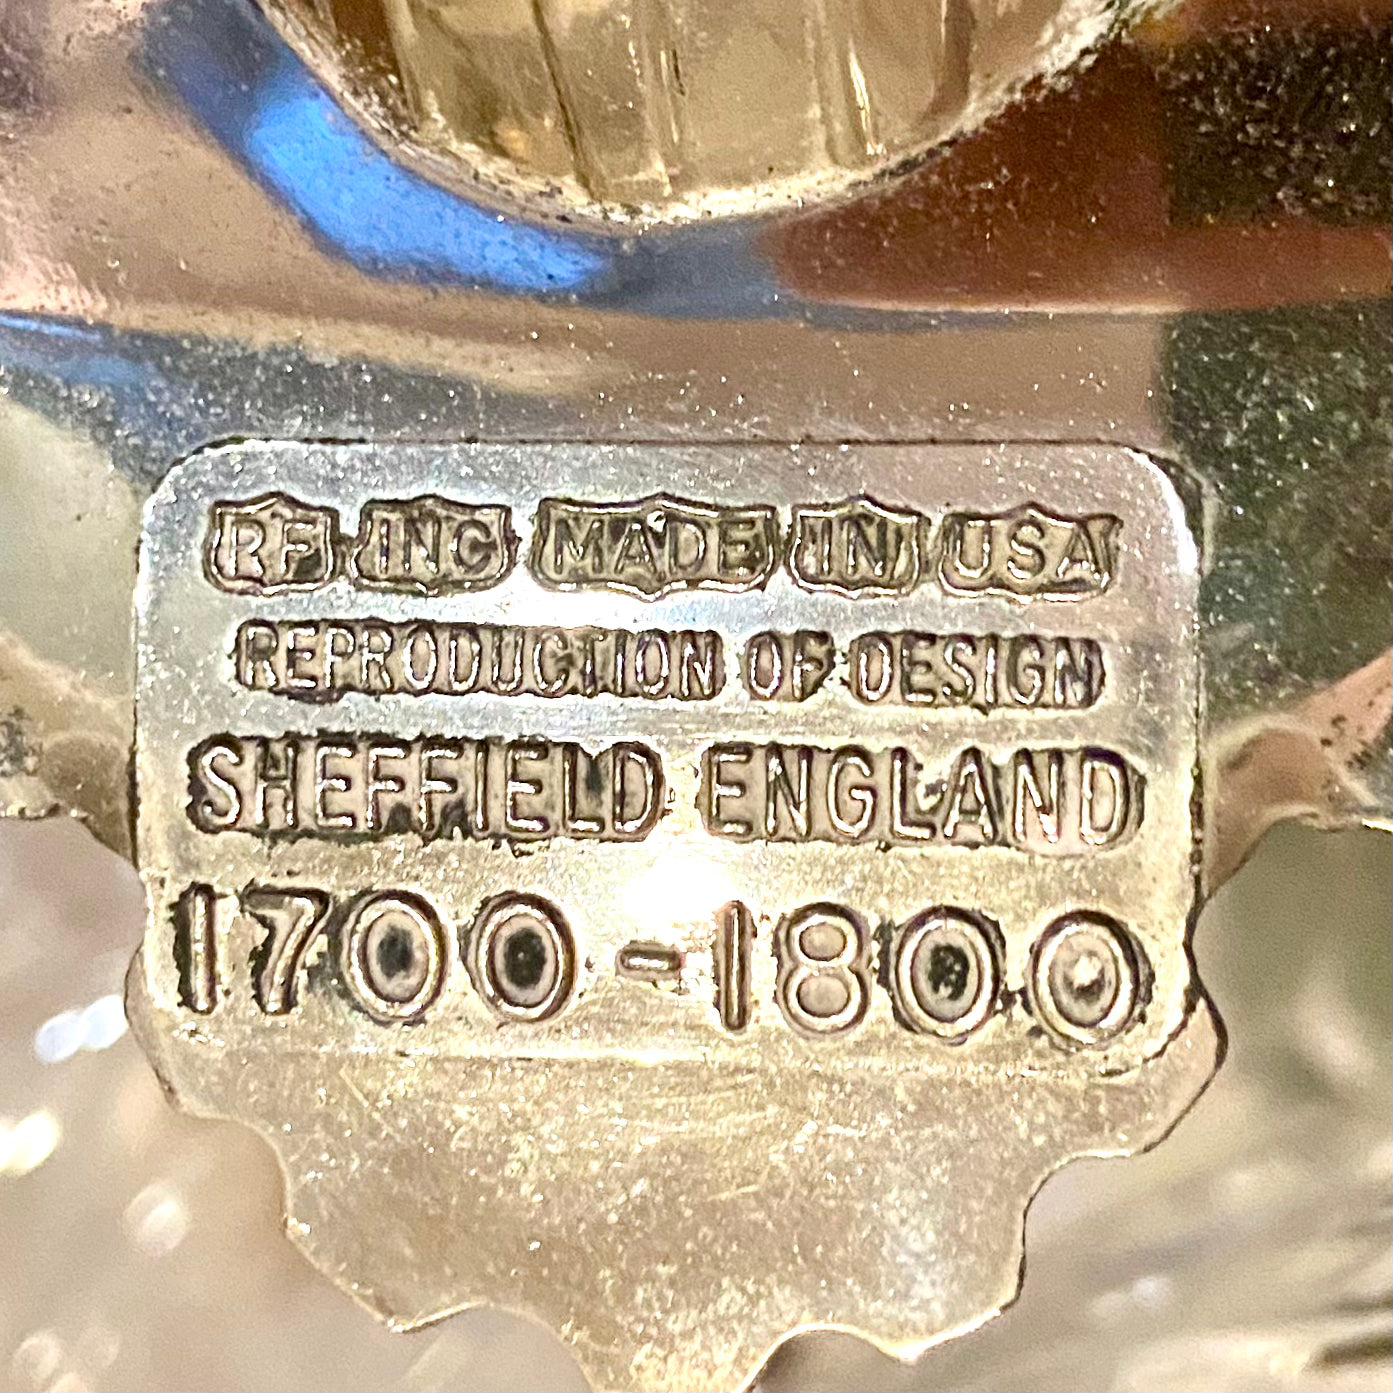 RF INC MADE IN USA
REPRODUCTION OF DESIGN
SHEFFIELD ENGLAND
1700-1800